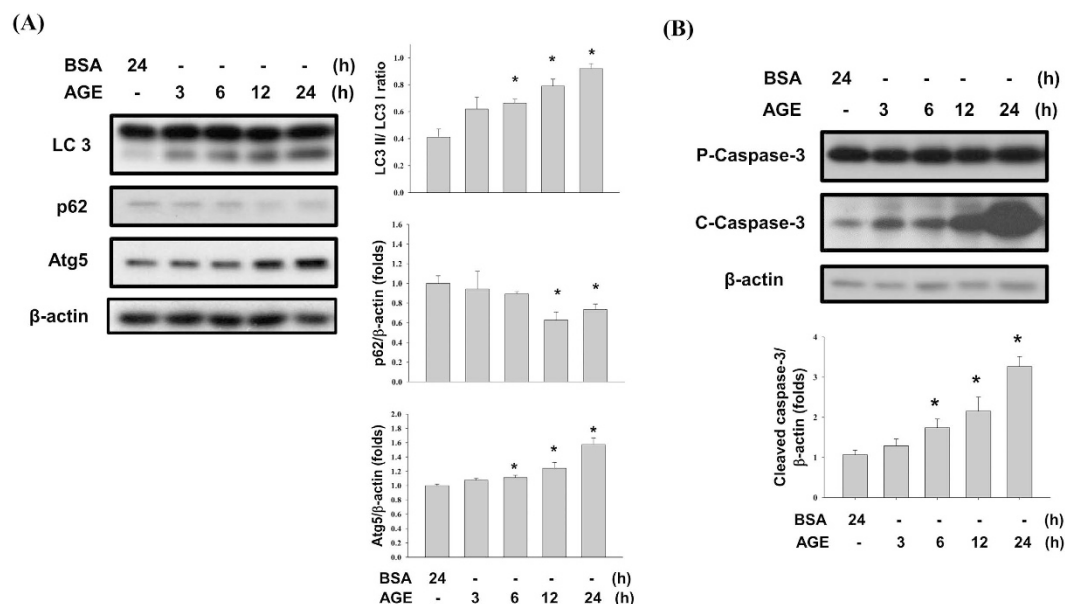 (A)
BSA 24 - - - - (h)
AGE - 3 6 12 24 (h)
LC 3
p62
Atg5
β-actin
LC3 II/ LC3 I ratio
1.0
0.8
0.6
0.4
0.2
0.0
* * *
p62/β-actin (folds)
1.6
1.4
1.2
1.0
0.8
0.6
0.4
0.2
0.0
* *
Atg5/β-actin (folds)
1.8
1.6
1.4
1.2
1.0
0.8
0.6
0.4
0.2
0.0
* * *
BSA 24 - - - - (h)
AGE - 3 6 12 24 (h)
(B)
BSA 24 - - - - (h)
AGE - 3 6 12 24 (h)
P-Caspase-3
C-Caspase-3
β-actin
Cleaved caspase-3/
β-actin (folds)
4
3
2
1
0
* * *
BSA 24 - - - - (h)
AGE - 3 6 12 24 (h)